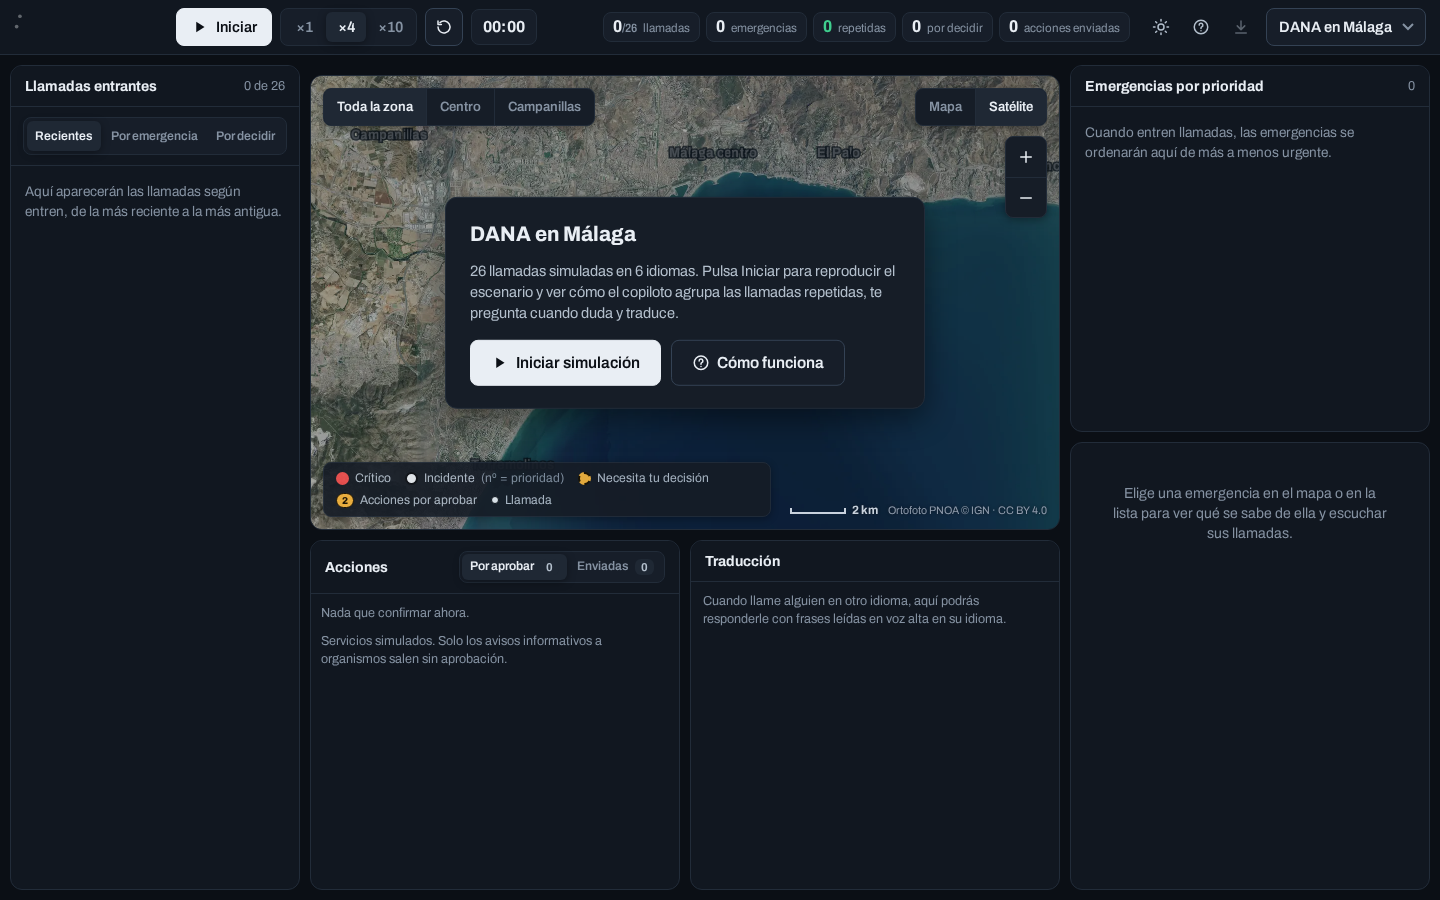 Iniciar
×1 ×4 ×10
00:00
0/26 llamadas
0 emergencias
0 repetidas
0 por decidir
0 acciones enviadas
DANA en Málaga
Llamadas entrantes
0 de 26
Recientes
Por emergencia
Por decidir
Aquí aparecerán las llamadas según
entren, de la más reciente a la más antigua.
Toda la zona
Centro
Campanillas
Mapa
Satélite
Campanillas
Málaga centro
El Palo
+
−
DANA en Málaga
26 llamadas simuladas en 6 idiomas. Pulsa Iniciar para reproducir el
escenario y ver cómo el copiloto agrupa las llamadas repetidas, te
pregunta cuando duda y traduce.
Iniciar simulación
Cómo funciona
Crítico
Incidente (nº = prioridad)
Necesita tu decisión
2 Acciones por aprobar
Llamada
2 km
Ortofoto PNOA © IGN · CC BY 4.0
Acciones
Por aprobar 0
Enviadas 0
Nada que confirmar ahora.
Servicios simulados. Solo los avisos informativos a
organismos salen sin aprobación.
Traducción
Cuando llame alguien en otro idioma, aquí podrás
responderle con frases leídas en voz alta en su idioma.
Emergencias por prioridad
0
Cuando entren llamadas, las emergencias se
ordenarán aquí de más a menos urgente.
Elige una emergencia en el mapa o en la
lista para ver qué se sabe de ella y escuchar
sus llamadas.